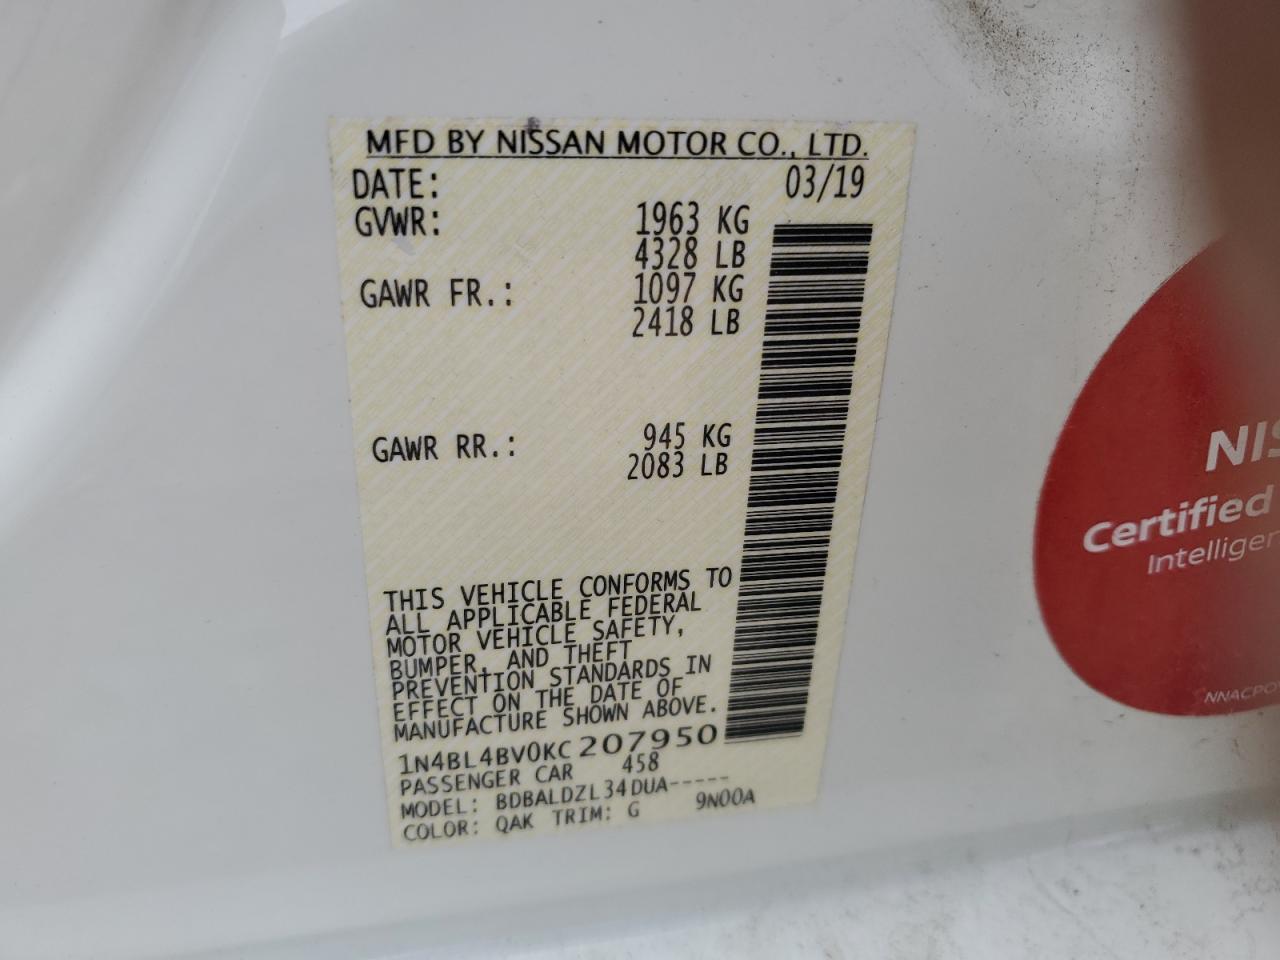 MFD BY NISSAN MOTOR CO., LTD.
DATE: 03/19
GVWR: 1963 KG
4328 LB
GAWR FR.: 1097 KG
2418 LB
GAWR RR.: 945 KG
2083 LB
THIS VEHICLE CONFORMS TO
ALL APPLICABLE FEDERAL
MOTOR VEHICLE SAFETY,
BUMPER, AND THEFT
PREVENTION STANDARDS IN
EFFECT ON THE DATE OF
MANUFACTURE SHOWN ABOVE.
1N4BL4BV0KC207950
PASSENGER CAR 458
MODEL: BDBALDZL34DUA-----
COLOR: QAK TRIM: G 9N00A
NIS
Certified
Intelligen
NNACPO